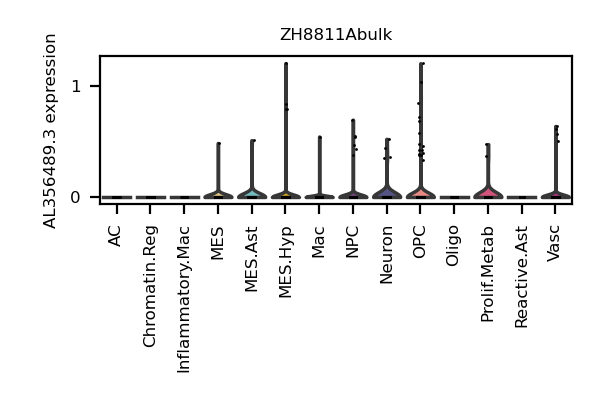 ZH8811Abulk
AL356489.3 expression
1
0
AC
Chromatin.Reg
Inflammatory.Mac
MES
MES.Ast
MES.Hyp
Mac
NPC
Neuron
OPC
Oligo
Prolif.Metab
Reactive.Ast
Vasc